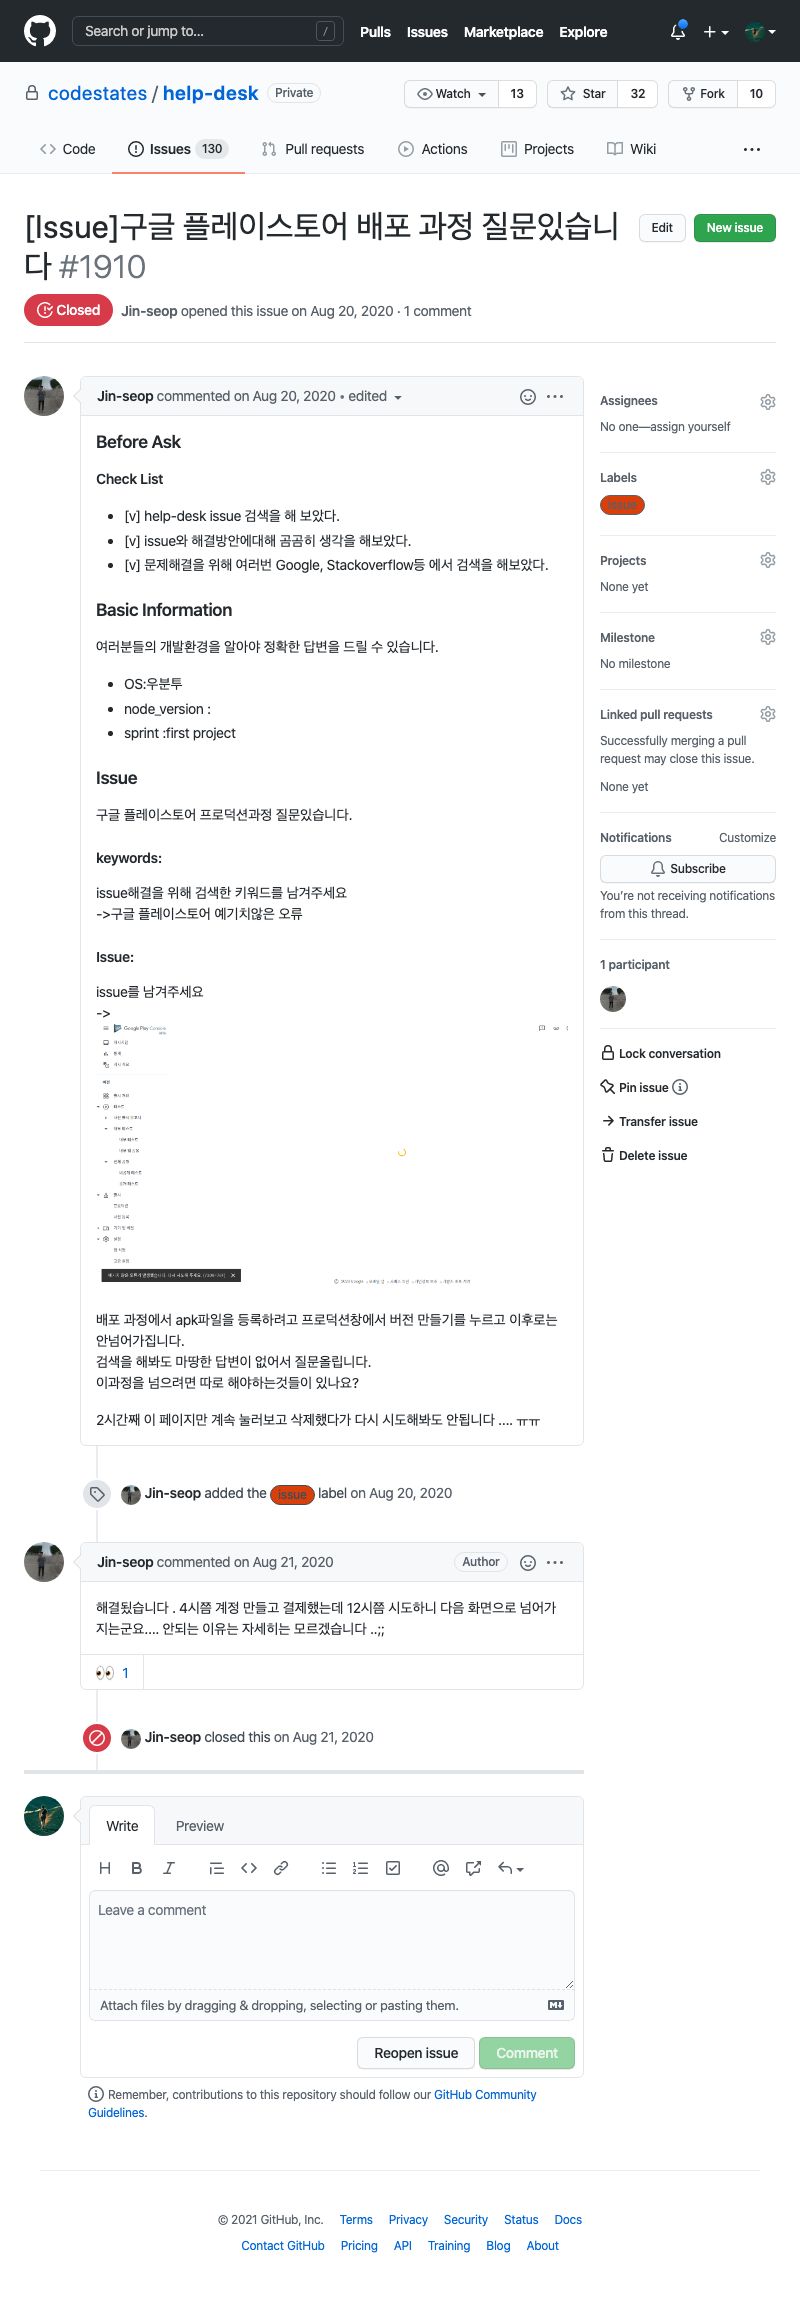 Search or jump to...
/
Pulls Issues Marketplace Explore
codestates / help-desk Private
Watch 13 Star 32 Fork 10
Code Issues 130 Pull requests Actions Projects Wiki
[Issue]구글 플레이스토어 배포 과정 질문있습니
다 #1910
Edit New issue
Closed Jin-seop opened this issue on Aug 20, 2020 · 1 comment
Jin-seop commented on Aug 20, 2020 • edited
Before Ask
Check List
[v] help-desk issue 검색을 해 보았다.
[v] issue와 해결방안에대해 곰곰히 생각을 해보았다.
[v] 문제해결을 위해 여러번 Google, Stackoverflow등 에서 검색을 해보았다.
Basic Information
여러분들의 개발환경을 알아야 정확한 답변을 드릴 수 있습니다.
OS:우분투
node_version :
sprint :first project
Issue
구글 플레이스토어 프로덕션과정 질문있습니다.
keywords:
issue해결을 위해 검색한 키워드를 남겨주세요
->구글 플레이스토어 예기치않은 오류
Issue:
issue를 남겨주세요
->
Google Play Console
배포 과정에서 apk파일을 등록하려고 프로덕션창에서 버전 만들기를 누르고 이후로는
안넘어가집니다.
검색을 해봐도 마땅한 답변이 없어서 질문올립니다.
이과정을 넘으려면 따로 해야하는것들이 있나요?
2시간째 이 페이지만 계속 눌러보고 삭제했다가 다시 시도해봐도 안됩니다 .... ㅠㅠ
Jin-seop added the issue label on Aug 20, 2020
Jin-seop commented on Aug 21, 2020
Author
해결됬습니다 . 4시쯤 계정 만들고 결제했는데 12시쯤 시도하니 다음 화면으로 넘어가
지는군요.... 안되는 이유는 자세히는 모르겠습니다 ..;;
1
Jin-seop closed this on Aug 21, 2020
Assignees
No one—assign yourself
Labels
issue
Projects
None yet
Milestone
No milestone
Linked pull requests
Successfully merging a pull
request may close this issue.
None yet
Notifications Customize
Subscribe
You're not receiving notifications
from this thread.
1 participant
Lock conversation
Pin issue
Transfer issue
Delete issue
Write Preview
Leave a comment
Attach files by dragging & dropping, selecting or pasting them.
Reopen issue Comment
Remember, contributions to this repository should follow our GitHub Community
Guidelines.
© 2021 GitHub, Inc. Terms Privacy Security Status Docs
Contact GitHub Pricing API Training Blog About